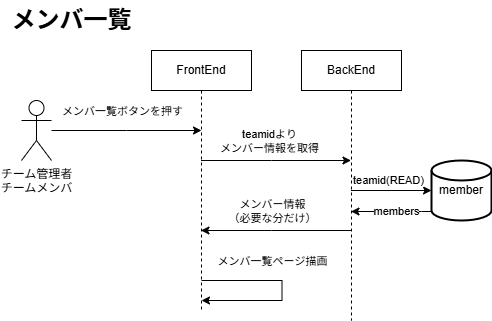 メンバ一覧
FrontEnd
BackEnd
メンバ一覧ボタンを押す
チーム管理者
チームメンバ
teamidより
メンバー情報を取得
teamid(READ)
member
members
メンバー情報
（必要な分だけ）
メンバ一覧ページ描画